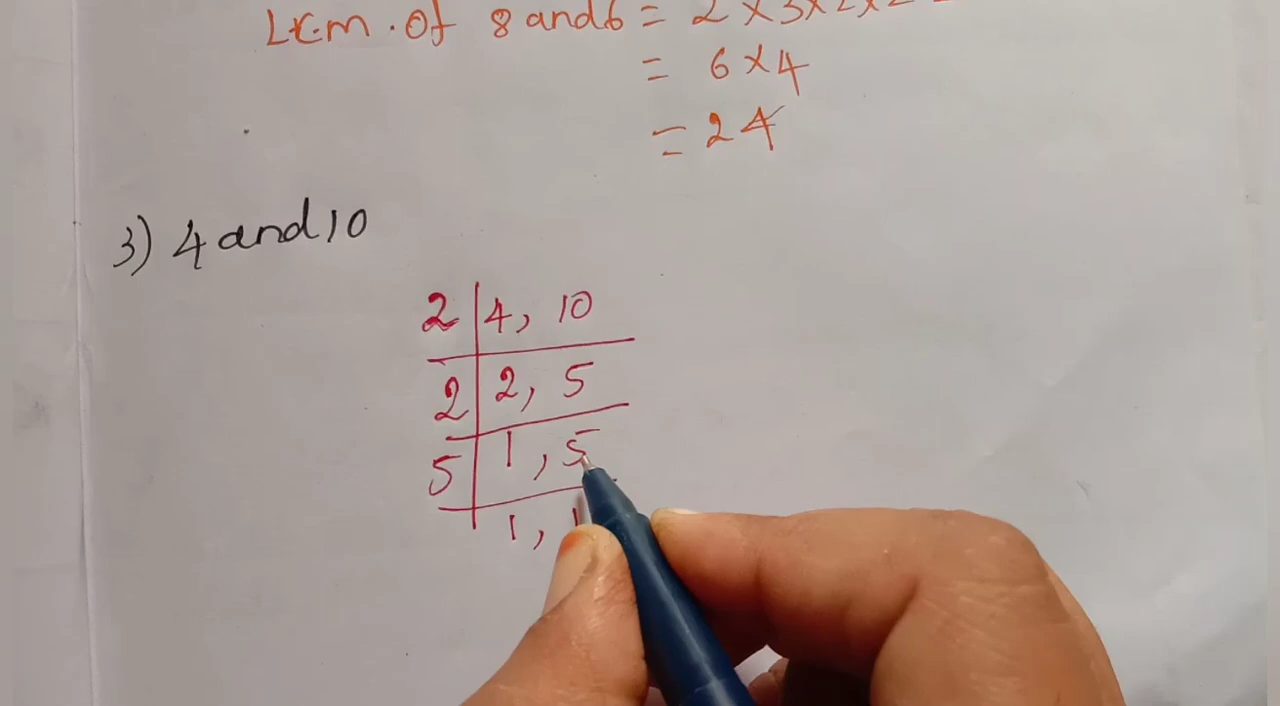 L.C.m. of 8 and 6 = 2 x 3 x 2 x 2
= 6 x 4
= 24
3) 4 and 10
2 | 4, 10
2 | 2, 5
5 | 1, 5
1, 1